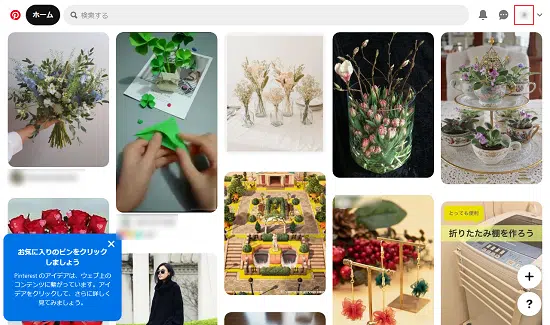 ホーム
検索する
とっても便利
折りたたみ棚を作ろう
お気に入りのピンをクリック
しましょう
Pinterest のアイデアは、ウェブ上の
コンテンツに繋がっています。アイ
デアをクリックして、さらに詳しく
見てみましょう。
?